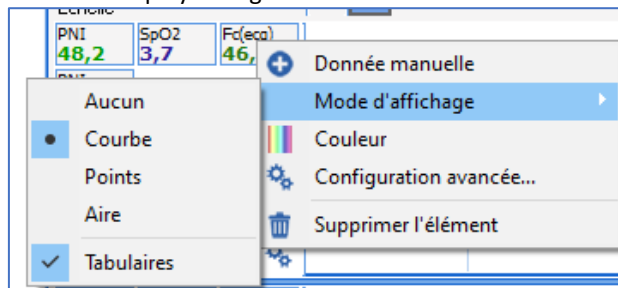 Echelle
PNI SpO2 Fc(ecg)
48,2 3,7 46,
PNI
Donnée manuelle
Mode d'affichage
Couleur
Configuration avancée...
Supprimer l'élément
Aucun
Courbe
Points
Aire
Tabulaires